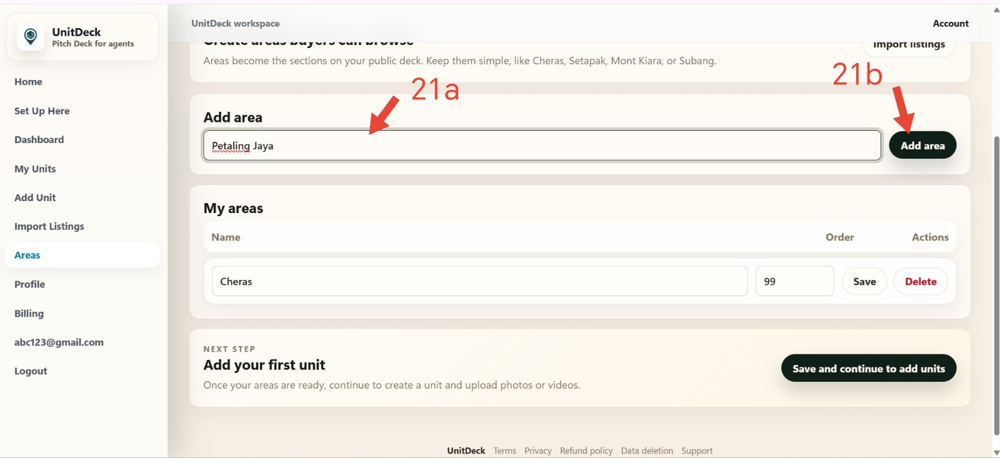 UnitDeck
Pitch Deck for agents
Home
Set Up Here
Dashboard
My Units
Add Unit
Import Listings
Areas
Profile
Billing
abc123@gmail.com
Logout
UnitDeck workspace
Account
Create areas buyers can browse
Import listings
Areas become the sections on your public deck. Keep them simple, like Cheras, Setapak, Mont Kiara, or Subang.
21a
21b
Add area
Petaling Jaya
Add area
My areas
Name Order Actions
Cheras 99 Save Delete
NEXT STEP
Add your first unit
Once your areas are ready, continue to create a unit and upload photos or videos.
Save and continue to add units
UnitDeck Terms Privacy Refund policy Data deletion Support